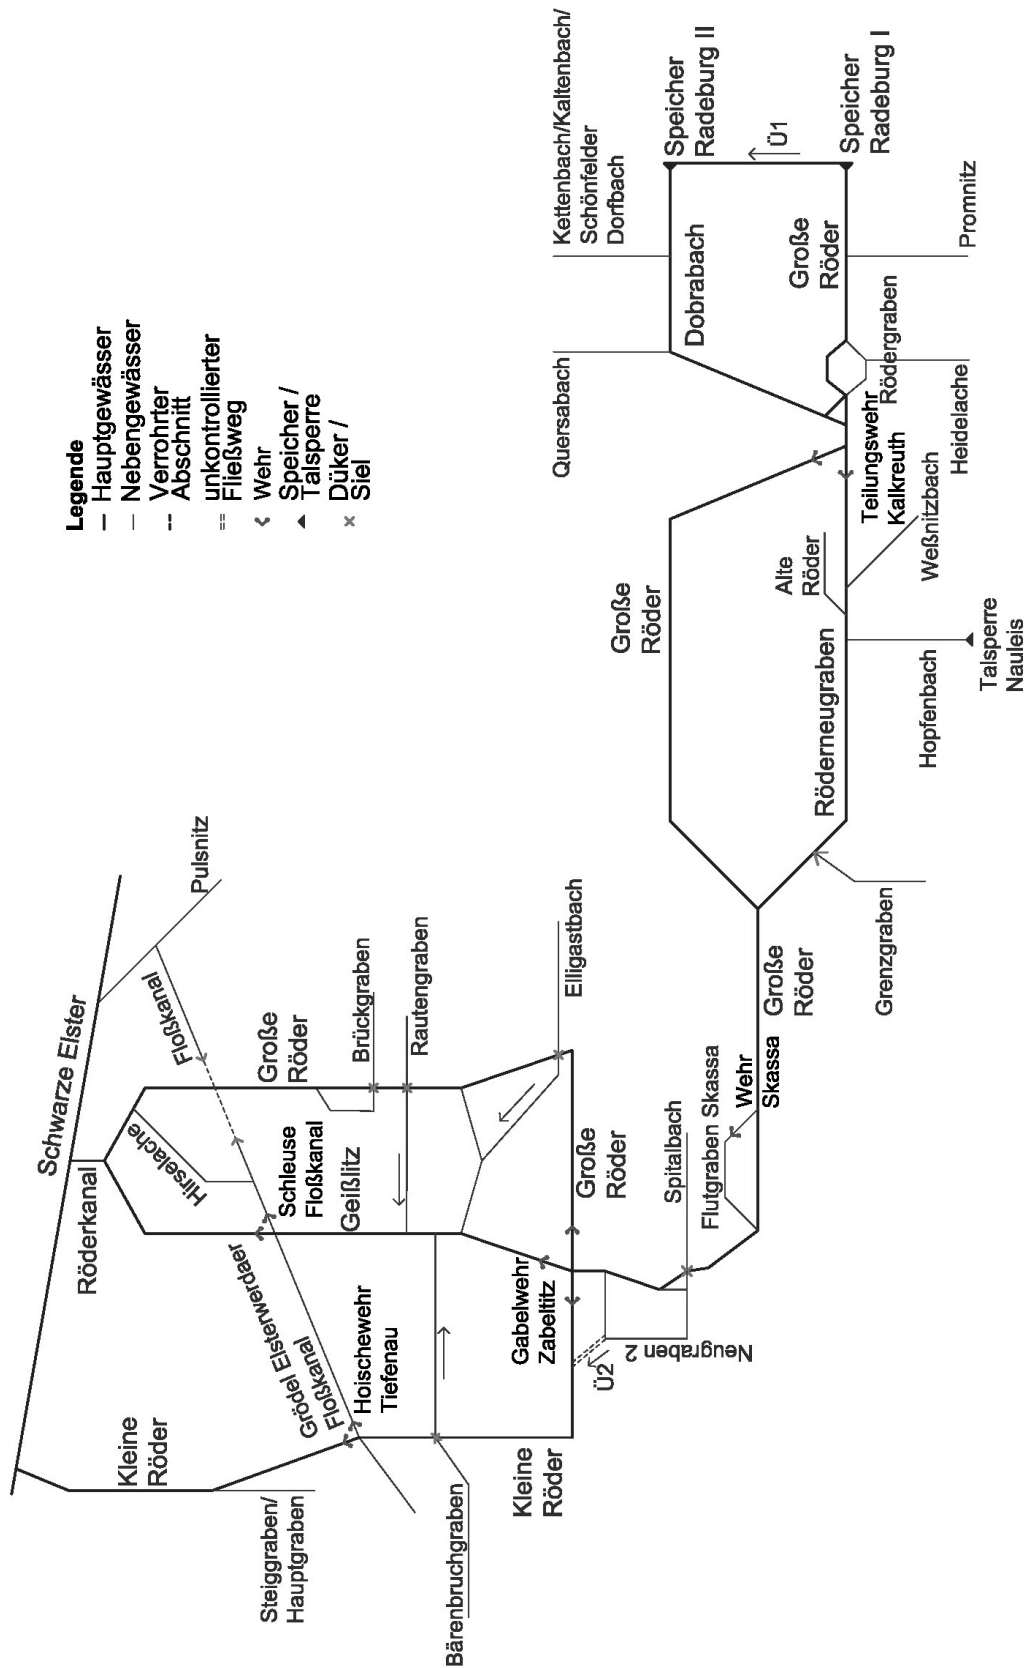 Legende
Hauptgewässer
Nebengewässer
Verrohrter
Abschnitt
unkontrollierter
Fließweg
Wehr
Speicher /
Talsperre
Düker /
Siel
Schwarze Elster
Röderkanal
Kleine
Röder
Steiggraben/
Hauptgraben
Bärenbruchgraben
Kleine
Röder
Hoischewehr
Tiefenau
Grödel Elsterwerdaer
Floßkanal
Hirselache
Floßkanal
Pulsnitz
Schleuse
Floßkanal
Geißlitz
Große
Röder
Brückgraben
Rautengraben
Elligastbach
Gabelwehr
Zabeltitz
Große
Röder
Ü2
Neugraben 2
Spitalbach
Flutgraben Skassa
Wehr
Skassa
Große
Röder
Grenzgraben
Große
Röder
Röderneugraben
Hopfenbach
Talsperre
Nauleis
Alte
Röder
Weßnitzbach
Teilungswehr
Kalkreuth
Heidelache
Rödergraben
Quersabach
Dobrabach
Große
Röder
Promnitz
Kettenbach/Kaltenbach/
Schönfelder
Dorfbach
Speicher
Radeburg II
Ü1
Speicher
Radeburg I